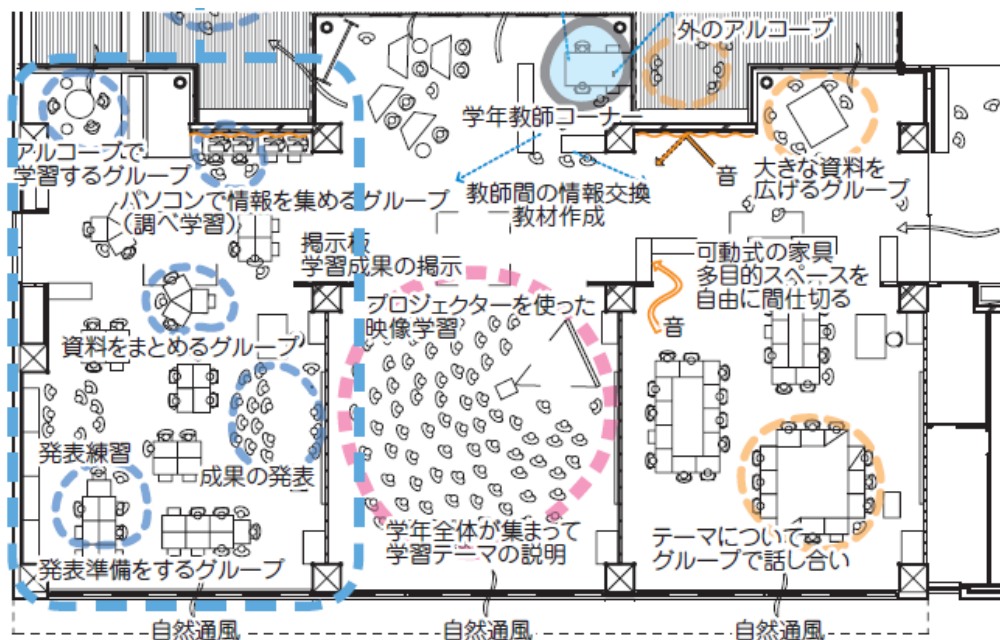 外のアルコーブ
学年教師コーナー
アルコーブで
学習するグループ
音
大きな資料を
広げるグループ
パソコンで情報を集めるグループ
（調べ学習）
教師間の情報交換
教材作成
掲示板
学習成果の掲示
可動式の家具
多目的スペースを
自由に間仕切る
プロジェクターを使った
映像学習
音
資料をまとめるグループ
発表練習
成果の発表
学年全体が集まって
学習テーマの説明
テーマについて
グループで話し合い
発表準備をするグループ
自然通風
自然通風
自然通風